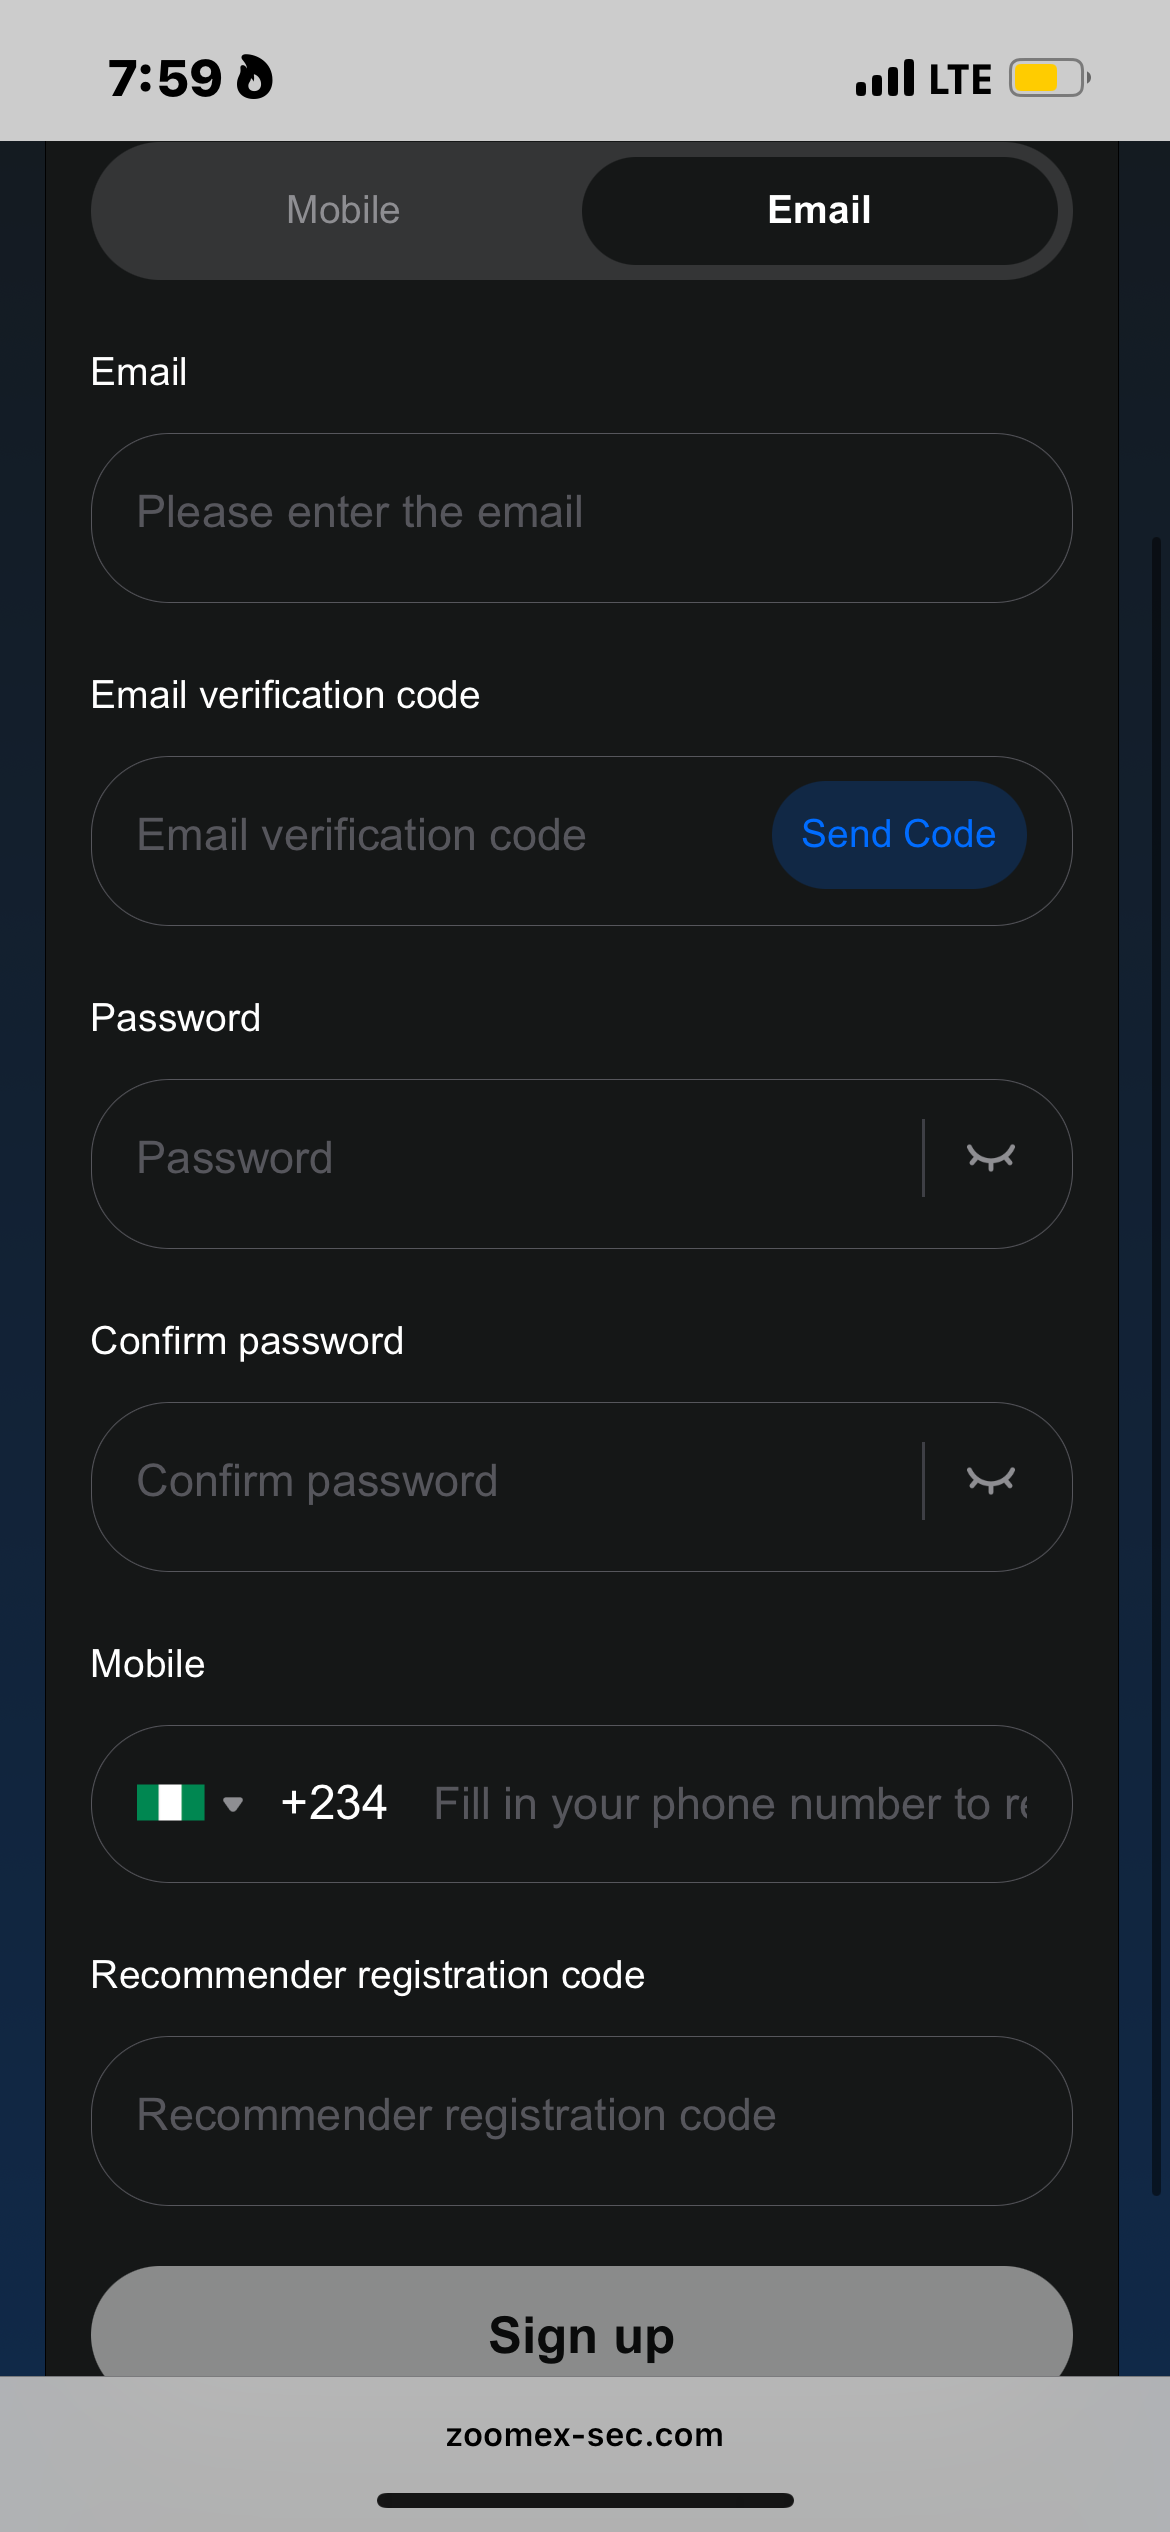 7:59 LTE
Mobile Email
Email
Please enter the email
Email verification code
Email verification code Send Code
Password
Password
Confirm password
Confirm password
Mobile
+234 Fill in your phone number to re
Recommender registration code
Recommender registration code
Sign up
zoomex-sec.com